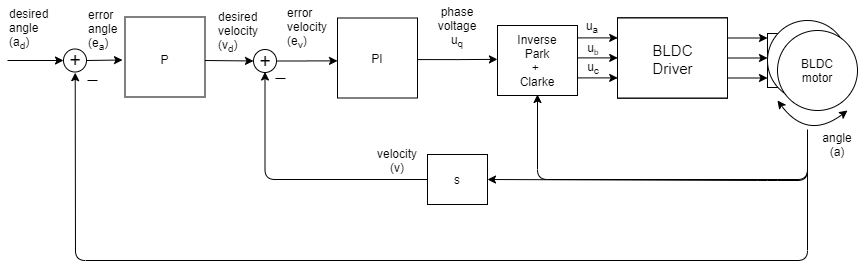 desired
angle
(a_d)
error
angle
(e_a)
desired
velocity
(v_d)
error
velocity
(e_v)
phase
voltage
u_q
+
−
P
+
−
PI
Inverse
Park
+
Clarke
u_a
u_b
u_c
BLDC
Driver
BLDC
motor
angle
(a)
velocity
(v)
s